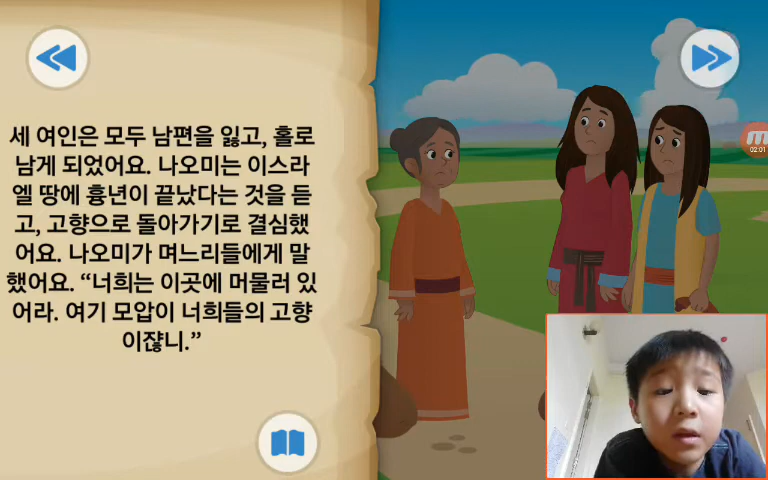 세 여인은 모두 남편을 잃고, 홀로
남게 되었어요. 나오미는 이스라
엘 땅에 흉년이 끝났다는 것을 듣
고, 고향으로 돌아가기로 결심했
어요. 나오미가 며느리들에게 말
했어요. “너희는 이곳에 머물러 있
어라. 여기 모압이 너희들의 고향
이쟎니.”
02:01